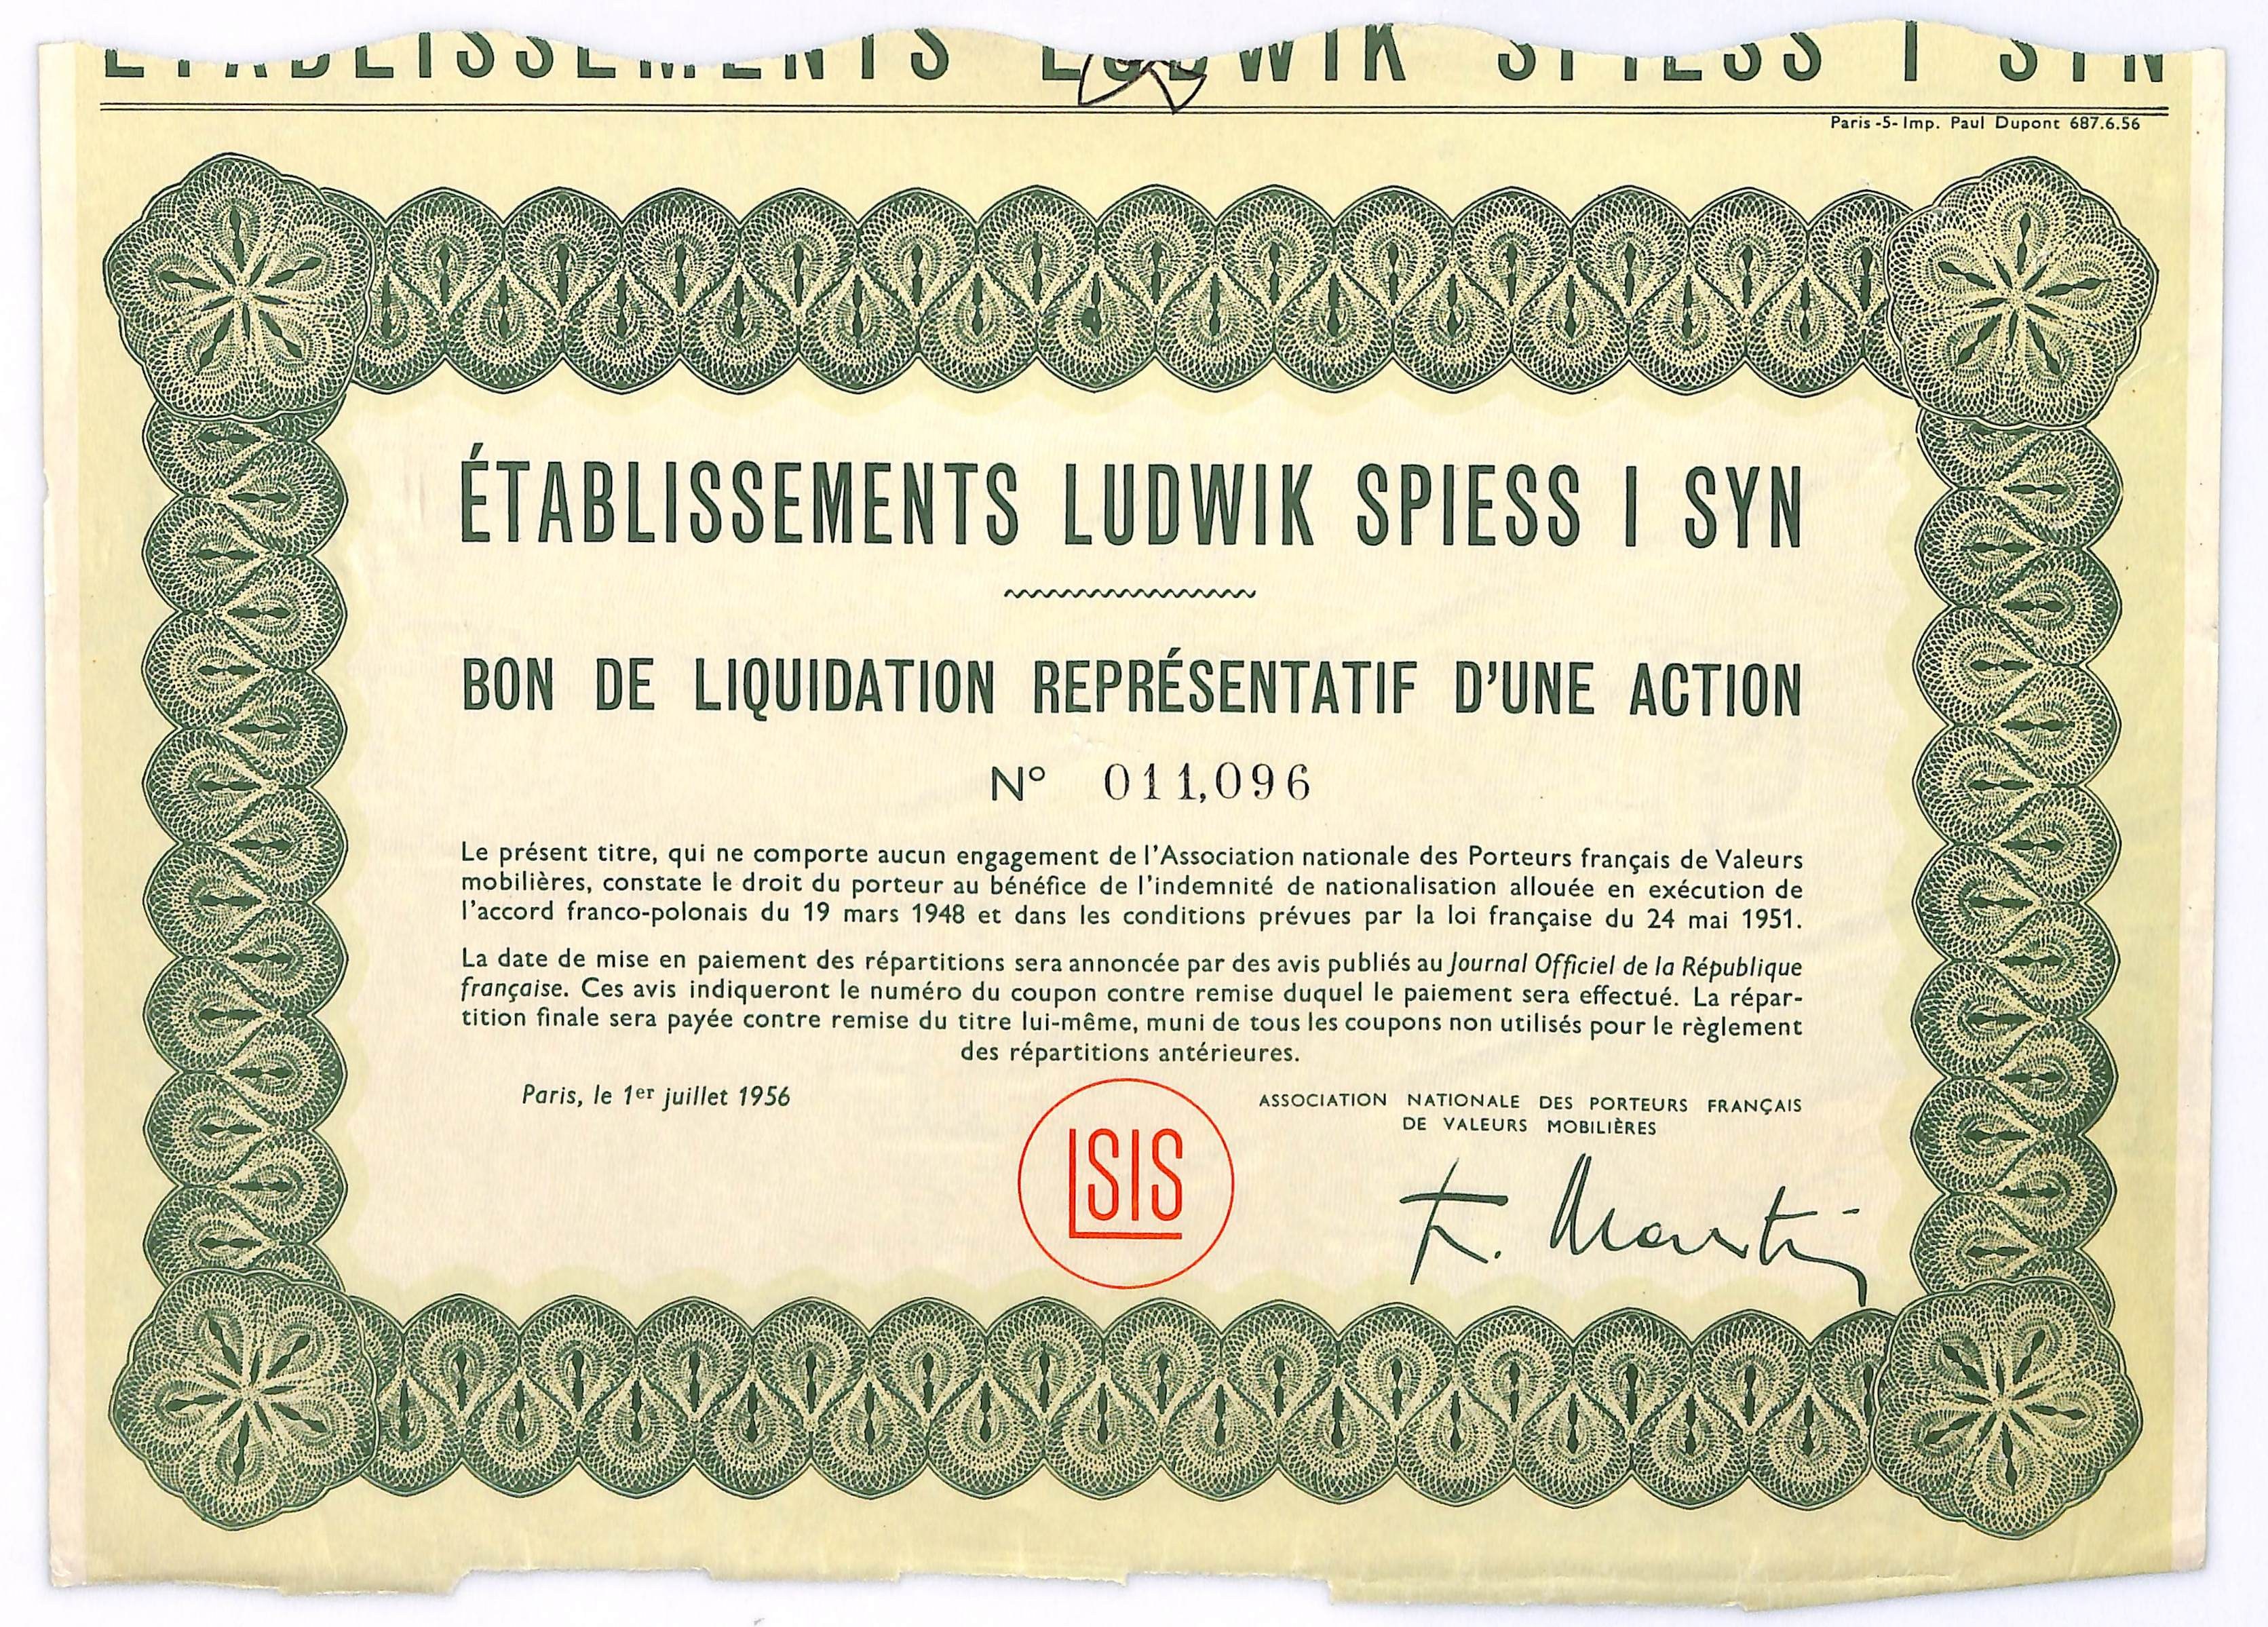 ÉTABLISSEMENTS LUDWIK SPIESS I SYN
Paris -5- Imp. Paul Dupont 687.6.56
ÉTABLISSEMENTS LUDWIK SPIESS I SYN
BON DE LIQUIDATION REPRÉSENTATIF D'UNE ACTION
Nº 011,096
Le présent titre, qui ne comporte aucun engagement de l'Association nationale des Porteurs français de Valeurs
mobilières, constate le droit du porteur au bénéfice de l'indemnité de nationalisation allouée en exécution de
l'accord franco-polonais du 19 mars 1948 et dans les conditions prévues par la loi française du 24 mai 1951.
La date de mise en paiement des répartitions sera annoncée par des avis publiés au Journal Officiel de la République
française. Ces avis indiqueront le numéro du coupon contre remise duquel le paiement sera effectué. La répar-
tition finale sera payée contre remise du titre lui-même, muni de tous les coupons non utilisés pour le règlement
des répartitions antérieures.
Paris, le 1er juillet 1956
ASSOCIATION NATIONALE DES PORTEURS FRANÇAIS
DE VALEURS MOBILIÈRES
LSIS